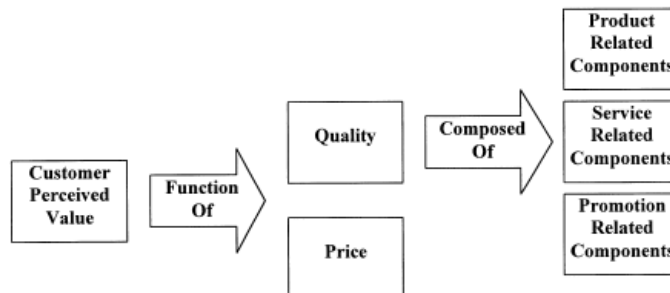 Customer
Perceived
Value
Function
Of
Quality
Price
Composed
Of
Product
Related
Components
Service
Related
Components
Promotion
Related
Components